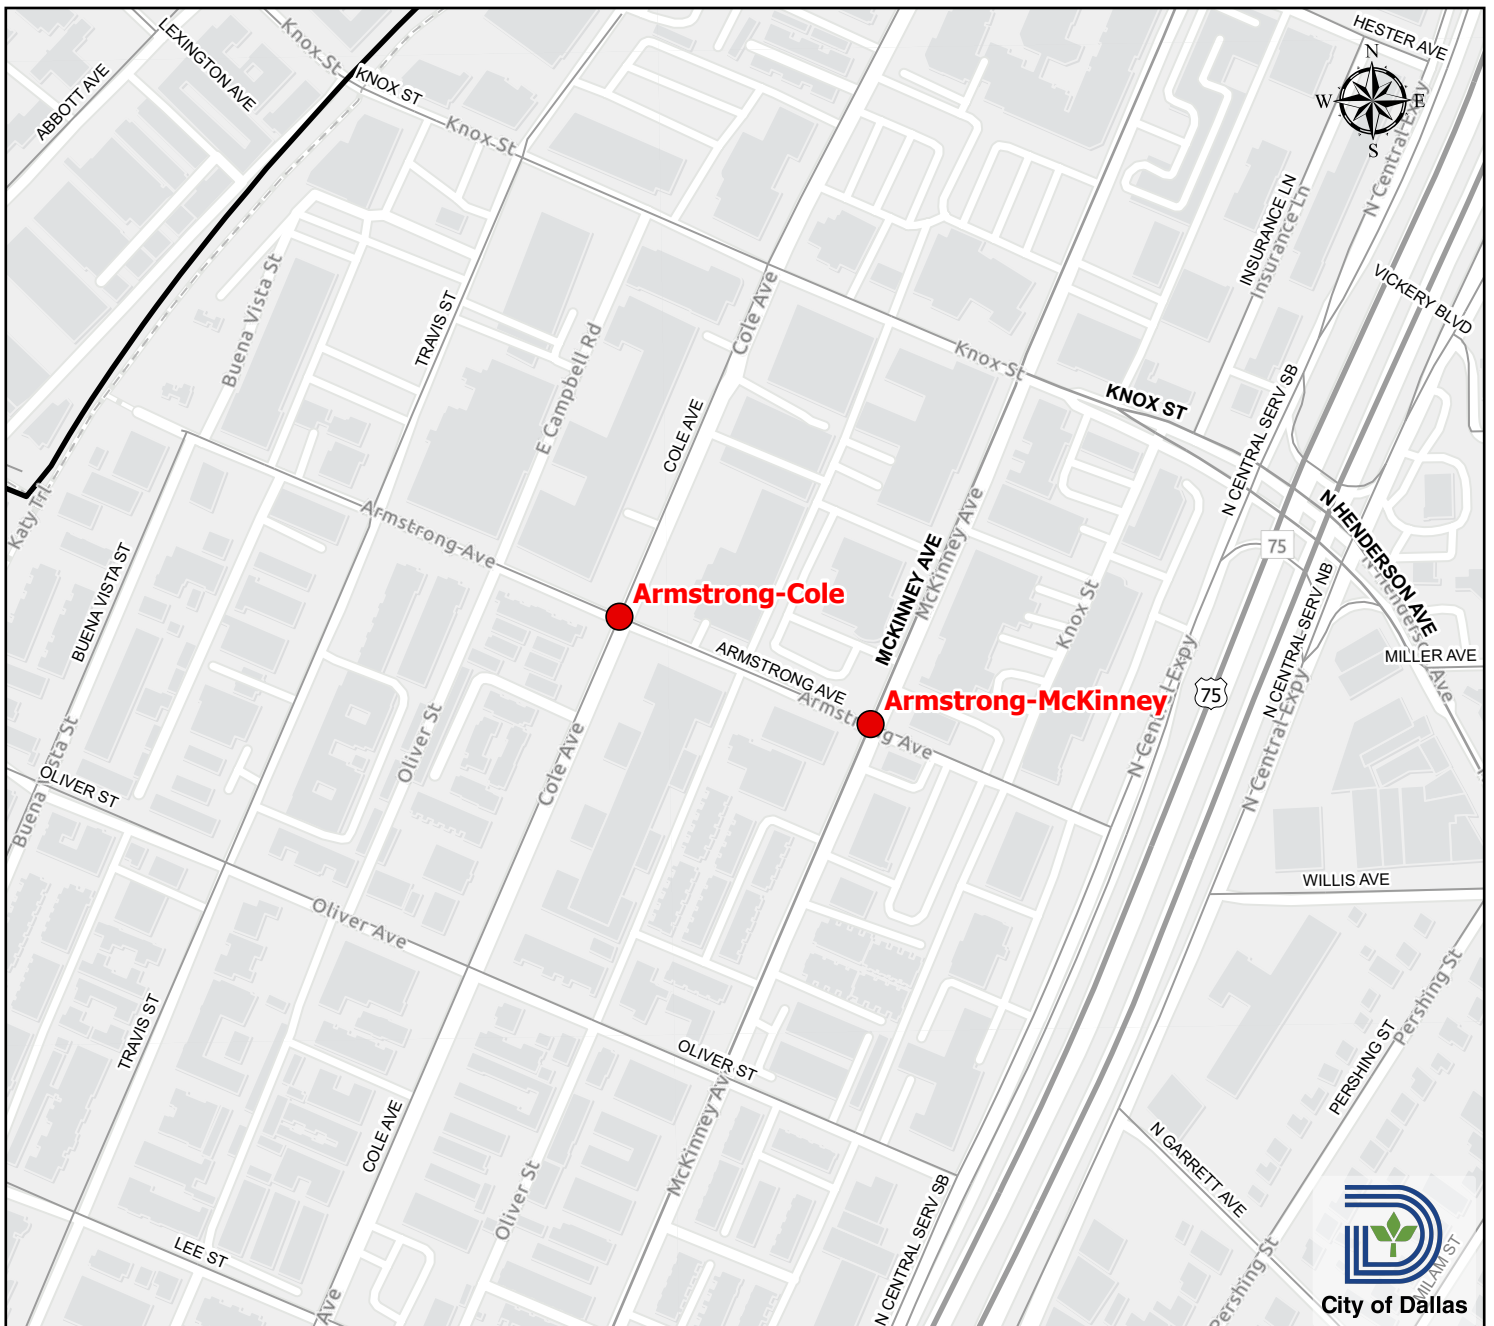 HESTER AVE
LEXINGTON AVE
Knox St
N
KNOX ST
ABBOTT AVE
W
E
Knox St
S
N Central Expy
INSURANCE LN
Insurance Ln
Buena Vista St
TRAVIS ST
Cole Ave
VICKERY BLVD
E Campbell Rd
Knox St
KNOX ST
COLE AVE
N CENTRAL SERV SB
Katy Trl
Armstrong Ave
McKinney Ave
MCKINNEY AVE
N HENDERSON AVE
N Henderson Ave
75
BUENA VISTA ST
Armstrong-Cole
Knox St
N CENTRAL SERV NB
ARMSTRONG AVE
MILLER AVE
Armstrong-McKinney
Armstrong Ave
N Central Expy
75
N Central Expy
Oliver St
Cole Ave
Buena Vista St
OLIVER ST
WILLIS AVE
Oliver Ave
Pershing St
TRAVIS ST
OLIVER ST
McKinney Ave
PERSHING ST
COLE AVE
N GARRETT AVE
Oliver St
N CENTRAL SERV SB
LEE ST
Pershing St
MILAM ST
Ave
City of Dallas